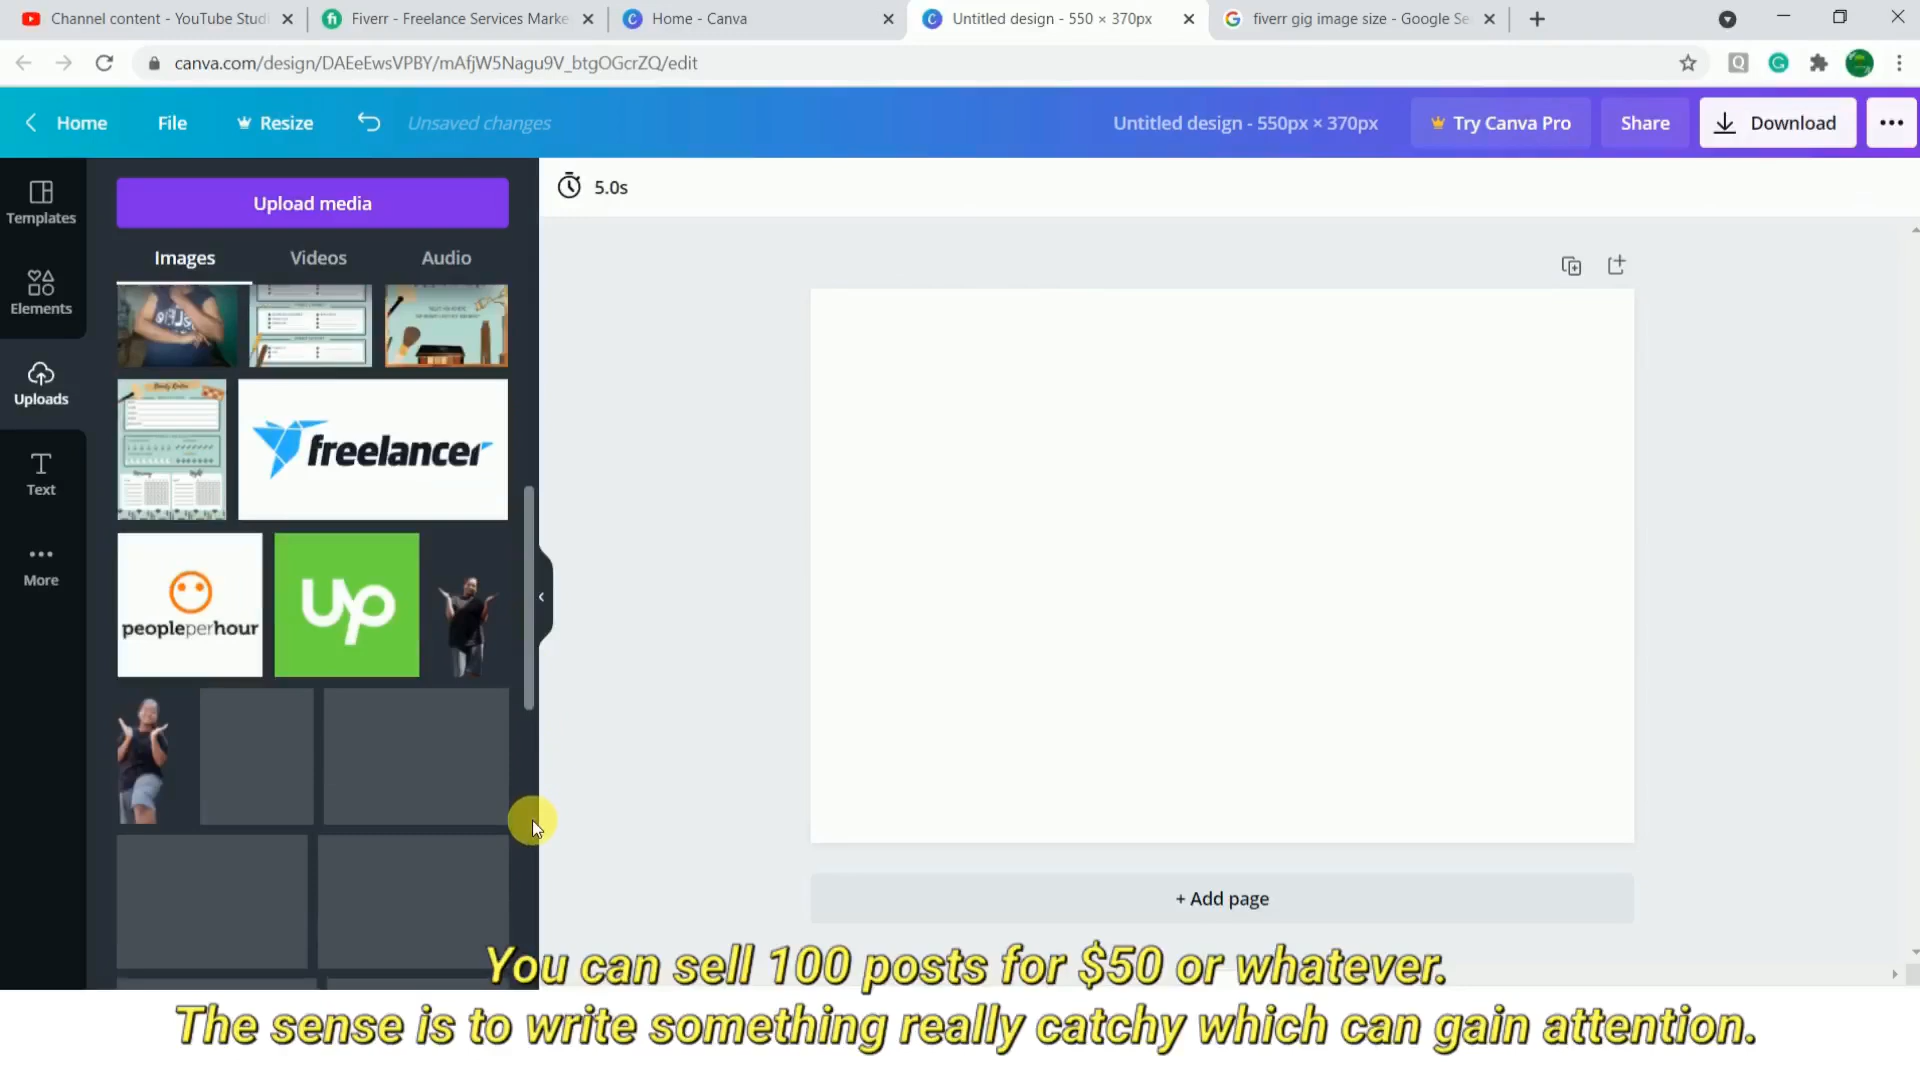 Channel content - YouTube Stud
Fiverr - Freelance Services Marke
Home - Canva
Untitled design - 550 × 370px
fiverr gig image size - Google Se
canva.com/design/DAEeEwsVPBY/mAfjW5Nagu9V_btgOGcrZQ/edit
Home
File
Resize
Unsaved changes
Untitled design - 550px × 370px
Try Canva Pro
Share
Download
Templates
Elements
Uploads
Text
More
Upload media
Images
Videos
Audio
5.0s
freelancer
peopleperhour
Up
+ Add page
You can sell 100 posts for $50 or whatever.
The sense is to write something really catchy which can gain attention.